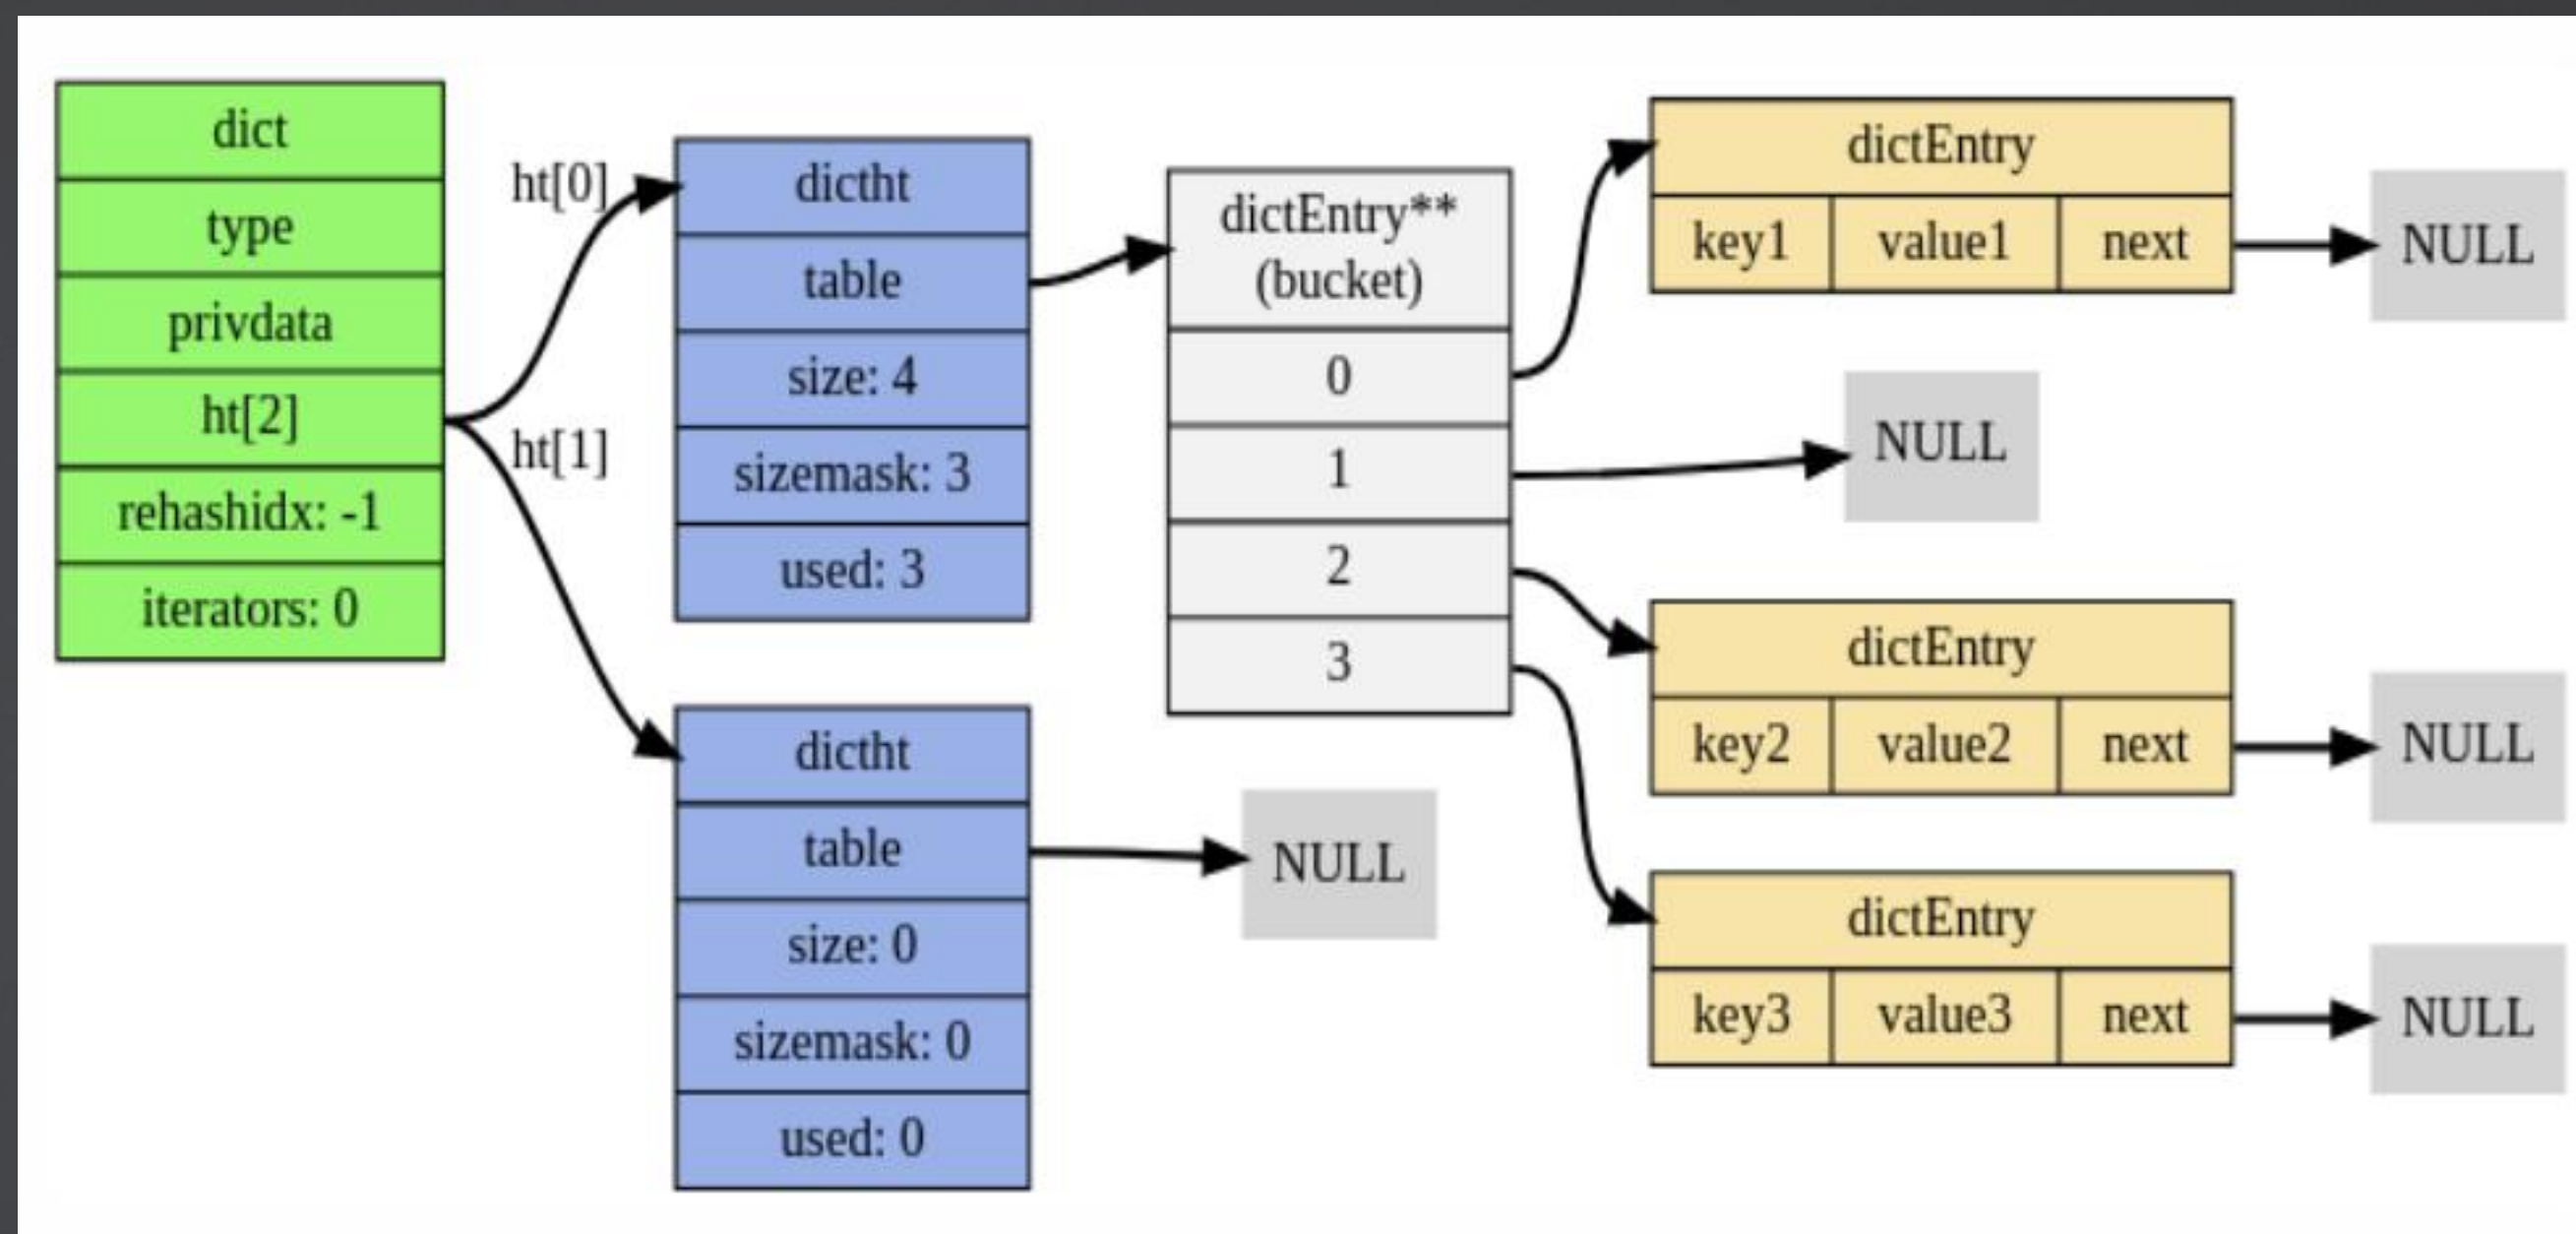 dict
type
privdata
ht[2]
rehashidx: -1
iterators: 0
ht[0]
ht[1]
dictht
table
size: 4
sizemask: 3
used: 3
dictht
table
size: 0
sizemask: 0
used: 0
dictEntry**
(bucket)
0
1
2
3
NULL
dictEntry
key1 value1 next
NULL
NULL
dictEntry
key2 value2 next
NULL
dictEntry
key3 value3 next
NULL